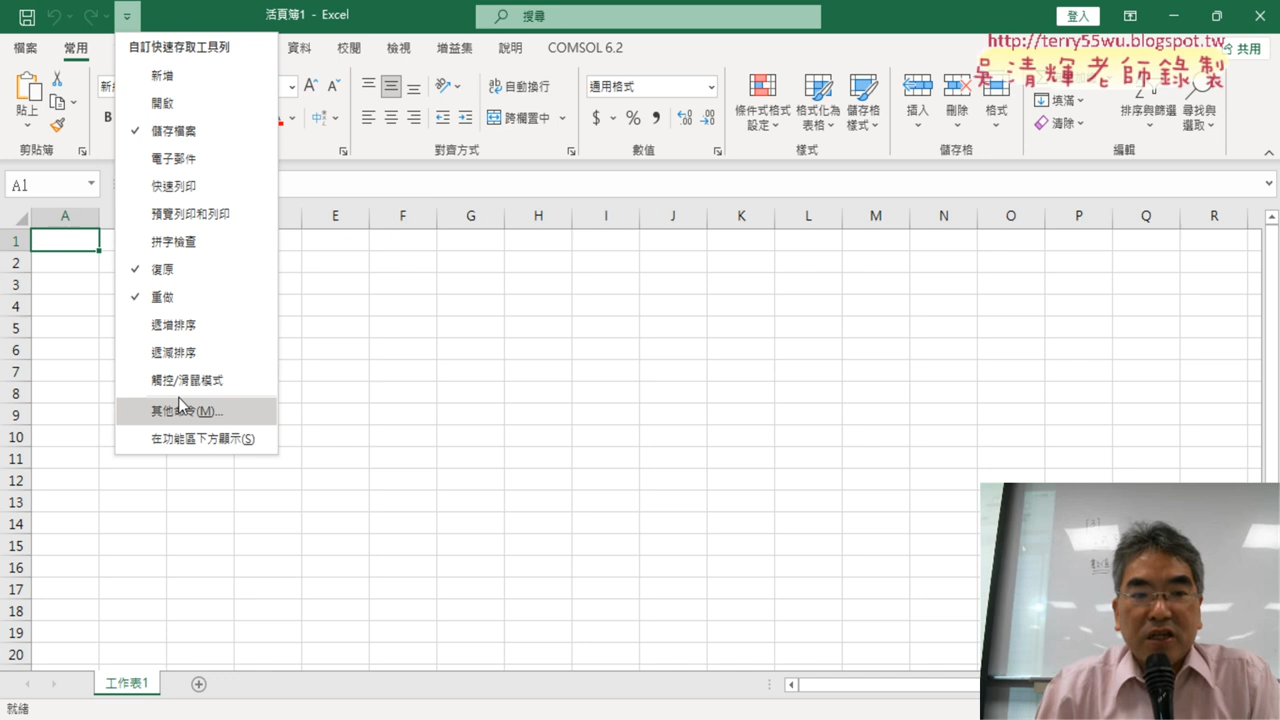 活頁簿1 - Excel
搜尋
登入
檔案
常用
資料
校閱
檢視
增益集
說明
COMSOL 6.2
共用
http://terry55wu.blogspot.tw
吳清輝老師錄製
自訂快速存取工具列
新增
開啟
儲存檔案
電子郵件
快速列印
預覽列印和列印
拼字檢查
復原
重做
遞增排序
遞減排序
觸控/滑鼠模式
其他命令(M)...
在功能區下方顯示(S)
貼上
剪貼簿
B
自動換行
跨欄置中
對齊方式
通用格式
$ % ,
數值
條件式格式設定
格式化為表格
儲存格樣式
樣式
插入
刪除
格式
儲存格
填滿
清除
排序與篩選
尋找與選取
編輯
A1
A E F G H I J K L M N O P Q R
1
2
3
4
5
6
7
8
9
10
11
12
13
14
15
16
17
18
19
20
工作表1
就緒